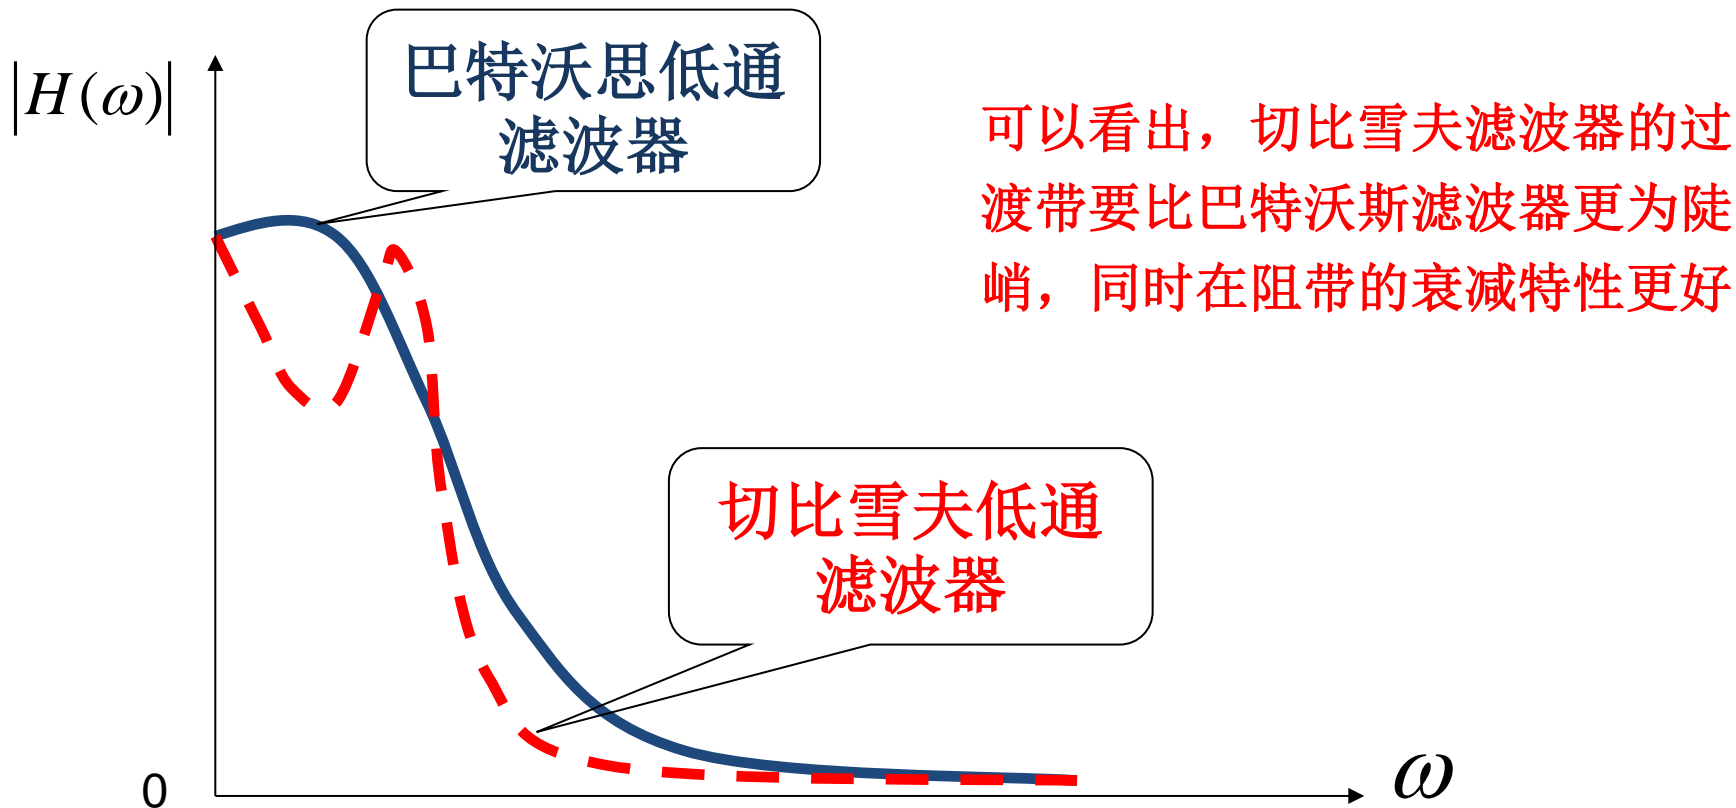 |H(ω)|
巴特沃思低通
滤波器
可以看出，切比雪夫滤波器的过
渡带要比巴特沃斯滤波器更为陡
峭，同时在阻带的衰减特性更好
切比雪夫低通
滤波器
0
ω